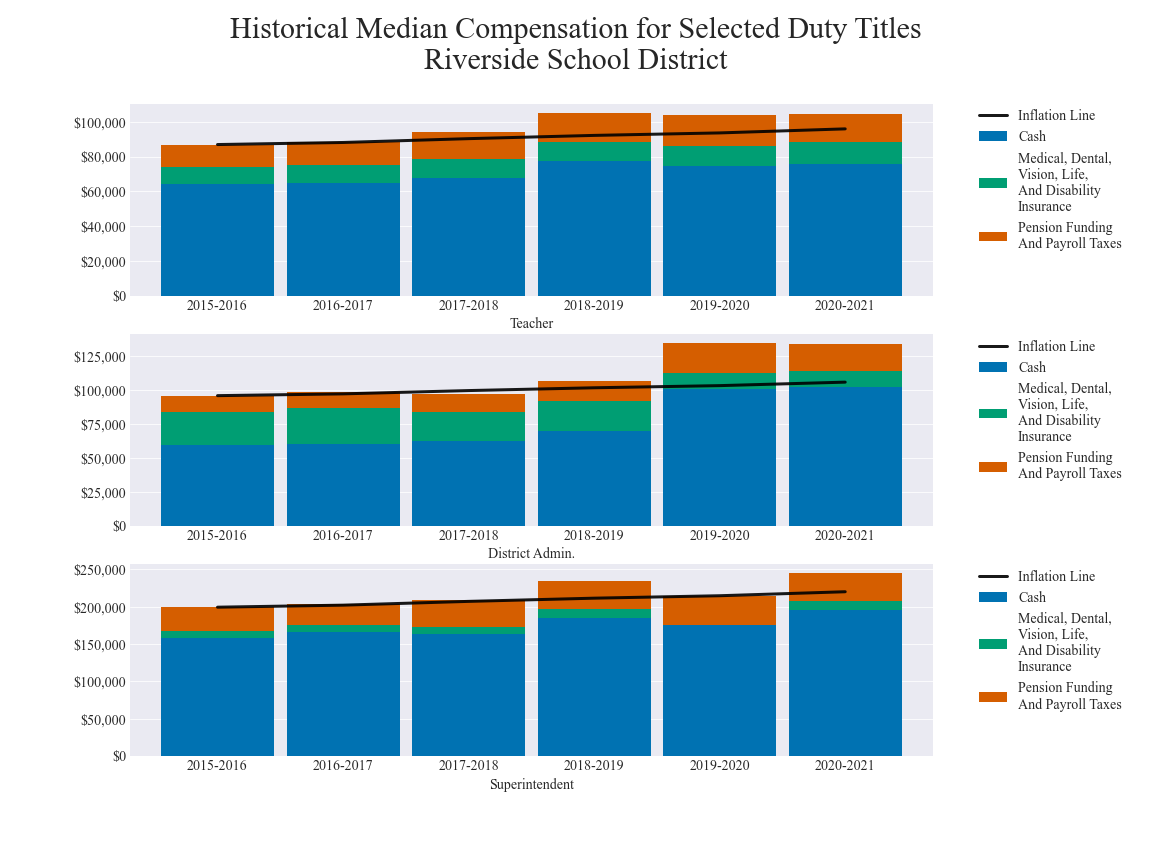 Historical Median Compensation for Selected Duty Titles
Riverside School District
$100,000
$80,000
$60,000
$40,000
$20,000
$0
2015-2016 2016-2017 2017-2018 2018-2019 2019-2020 2020-2021
Teacher
Inflation Line
Cash
Medical, Dental,
Vision, Life,
And Disability
Insurance
Pension Funding
And Payroll Taxes
$125,000
$100,000
$75,000
$50,000
$25,000
$0
2015-2016 2016-2017 2017-2018 2018-2019 2019-2020 2020-2021
District Admin.
Inflation Line
Cash
Medical, Dental,
Vision, Life,
And Disability
Insurance
Pension Funding
And Payroll Taxes
$250,000
$200,000
$150,000
$100,000
$50,000
$0
2015-2016 2016-2017 2017-2018 2018-2019 2019-2020 2020-2021
Superintendent
Inflation Line
Cash
Medical, Dental,
Vision, Life,
And Disability
Insurance
Pension Funding
And Payroll Taxes